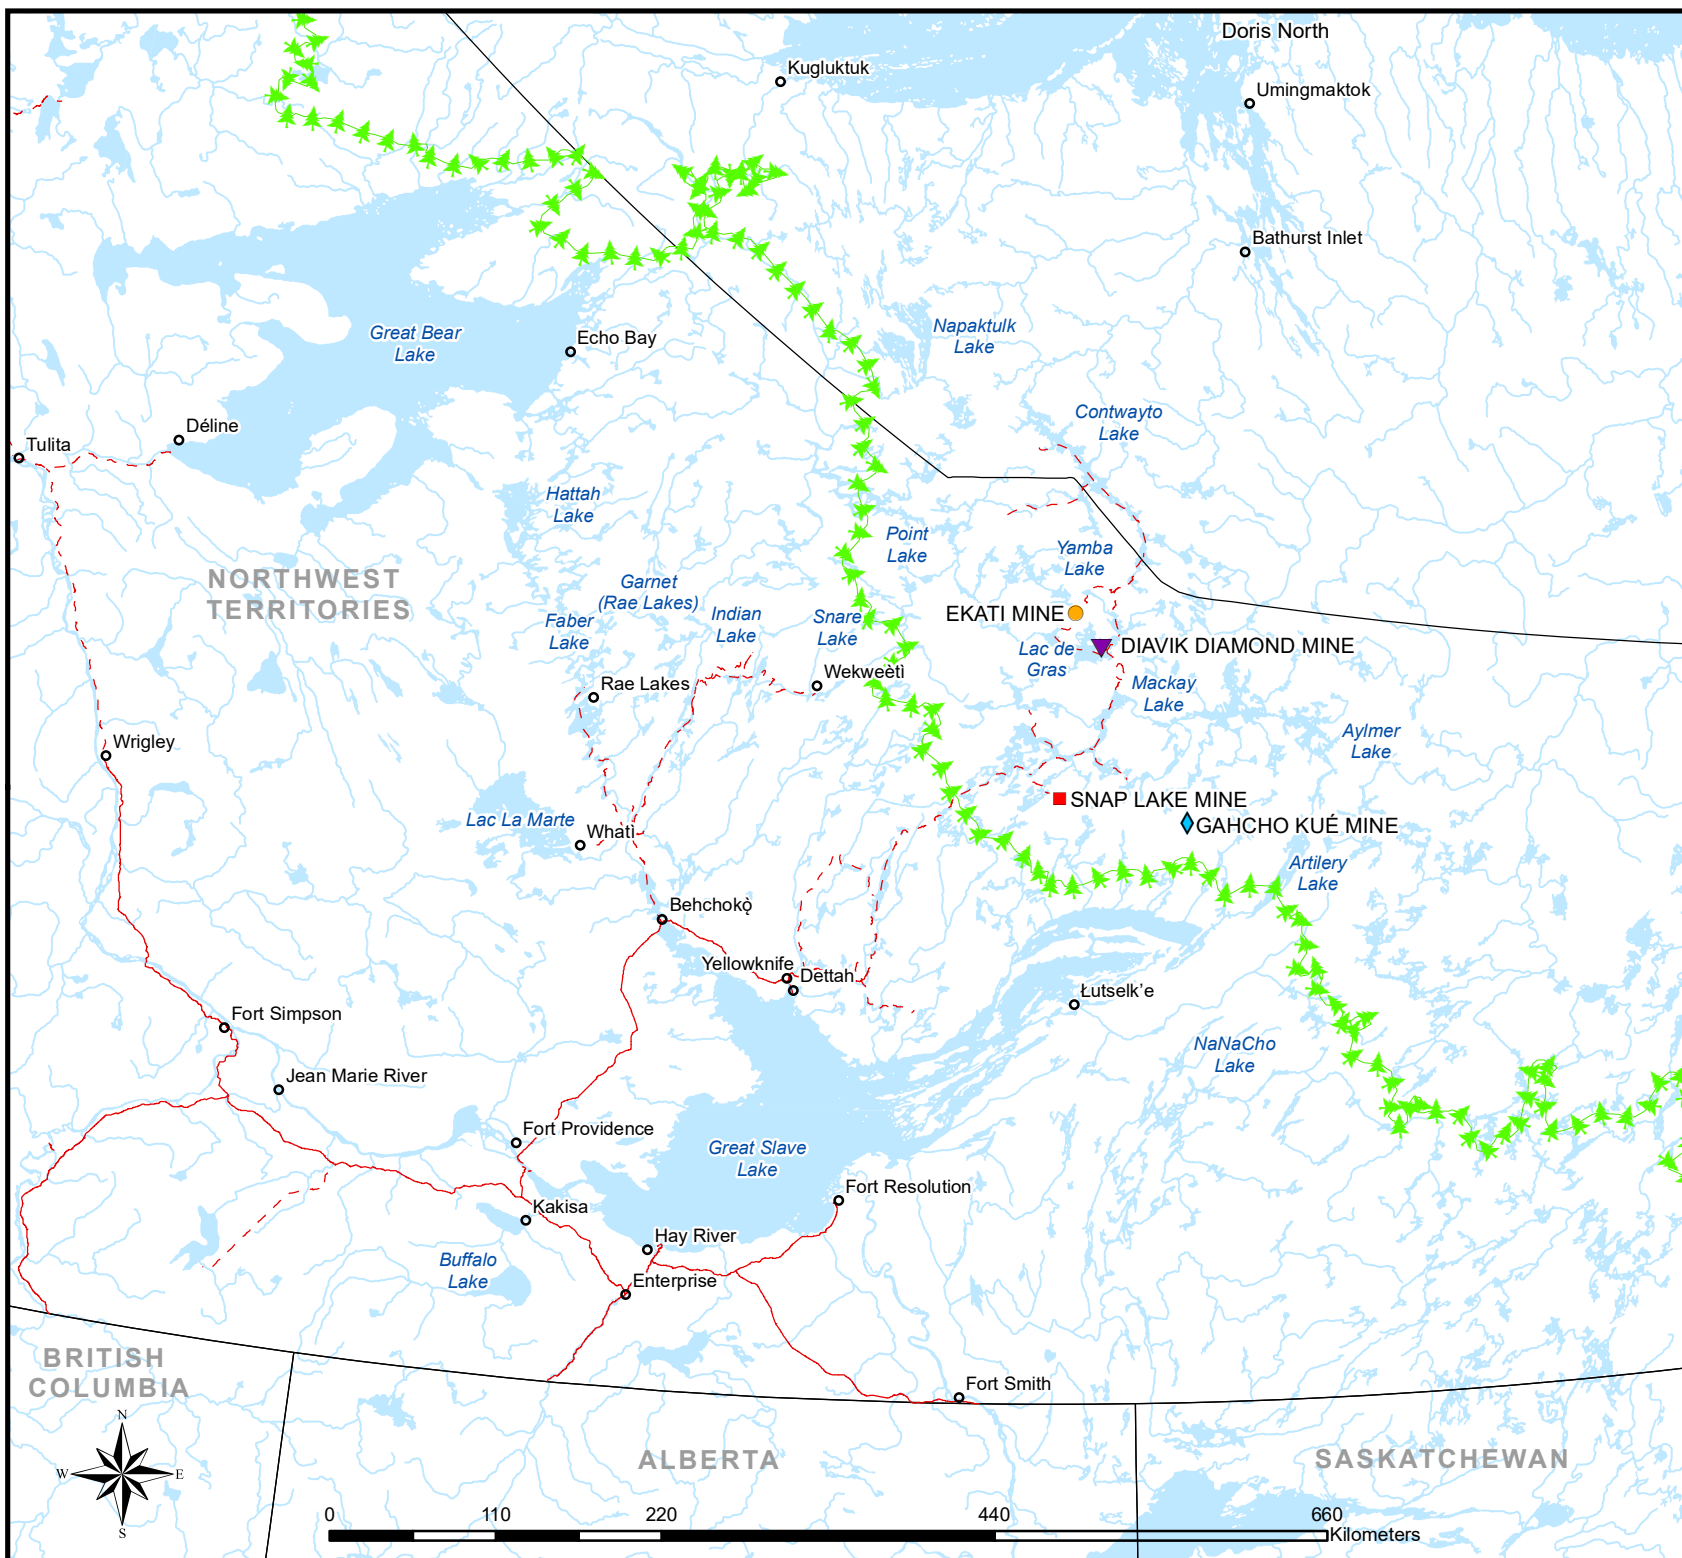 Doris North
Kugluktuk
Umingmaktok
Bathurst Inlet
Great Bear
Lake
Echo Bay
Napaktulk
Lake
Contwayto
Lake
Déline
Tulita
Hattah
Lake
Point
Lake
Yamba
Lake
NORTHWEST
TERRITORIES
Garnet
(Rae Lakes)
Faber
Lake
Indian
Lake
Snare
Lake
EKATI MINE
DIAVIK DIAMOND MINE
Lac de
Gras
Wekweètì
Rae Lakes
Mackay
Lake
Aylmer
Lake
Wrigley
SNAP LAKE MINE
GAHCHO KUÉ MINE
Lac La Marte
Whatì
Artilery
Lake
Behchokǫ̀
Yellowknife
Dettah
Łutselk'e
Fort Simpson
NaNaCho
Lake
Jean Marie River
Fort Providence
Great Slave
Lake
Fort Resolution
Kakisa
Hay River
Buffalo
Lake
Enterprise
BRITISH
COLUMBIA
Fort Smith
N
W
E
S
ALBERTA
SASKATCHEWAN
0 110 220 440 660
Kilometers